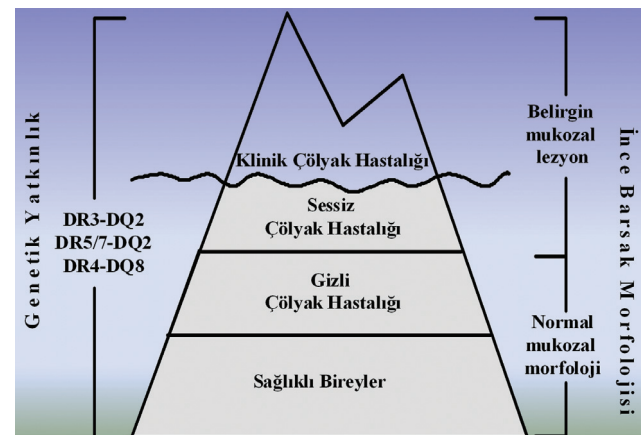 Genetik Yatkınlık
DR3-DQ2
DR5/7-DQ2
DR4-DQ8
Klinik Çölyak Hastalığı
Sessiz
Çölyak Hastalığı
Gizli
Çölyak Hastalığı
Sağlıklı Bireyler
Belirgin
mukozal
lezyon
Normal
mukozal
morfoloji
İnce Barsak Morfolojisi